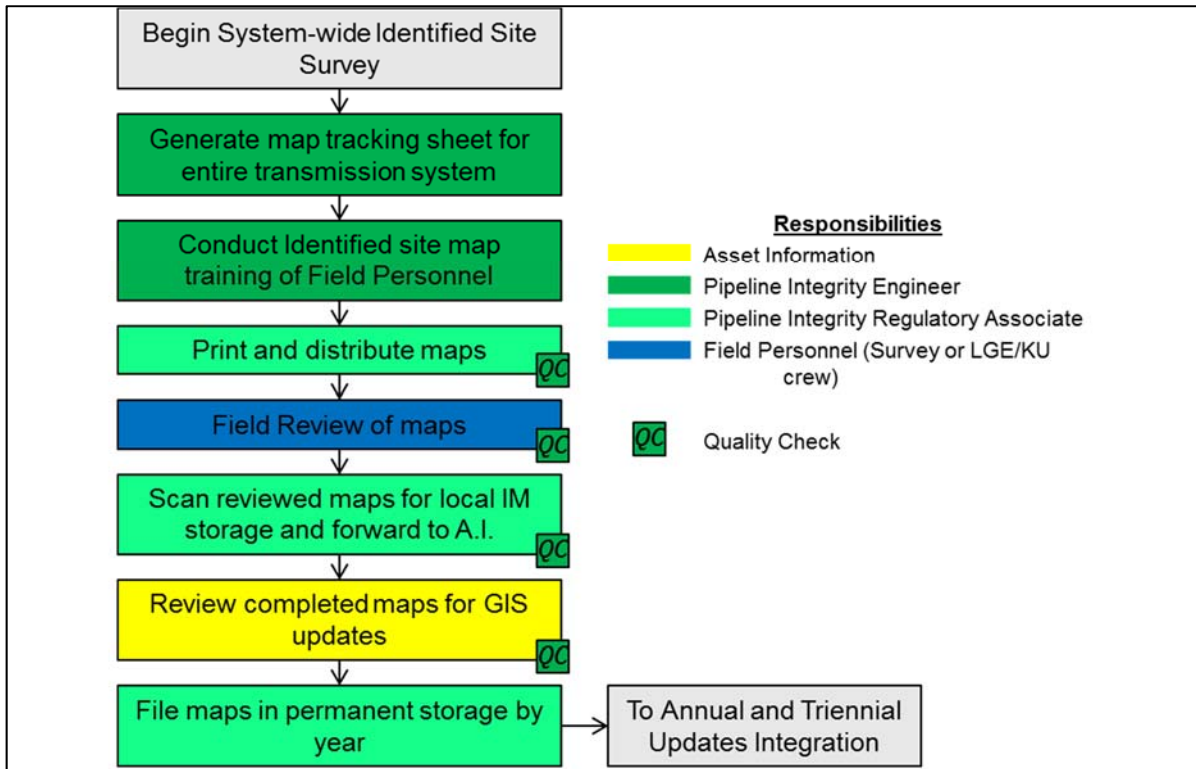 Begin System-wide Identified Site
Survey
Generate map tracking sheet for
entire transmission system
Conduct Identified site map
training of Field Personnel
Print and distribute maps
QC
Field Review of maps
QC
Scan reviewed maps for local IM
storage and forward to A.I.
QC
Review completed maps for GIS
updates
QC
File maps in permanent storage by
year
To Annual and Triennial
Updates Integration
Responsibilities
Asset Information
Pipeline Integrity Engineer
Pipeline Integrity Regulatory Associate
Field Personnel (Survey or LGE/KU
crew)
QC
Quality Check